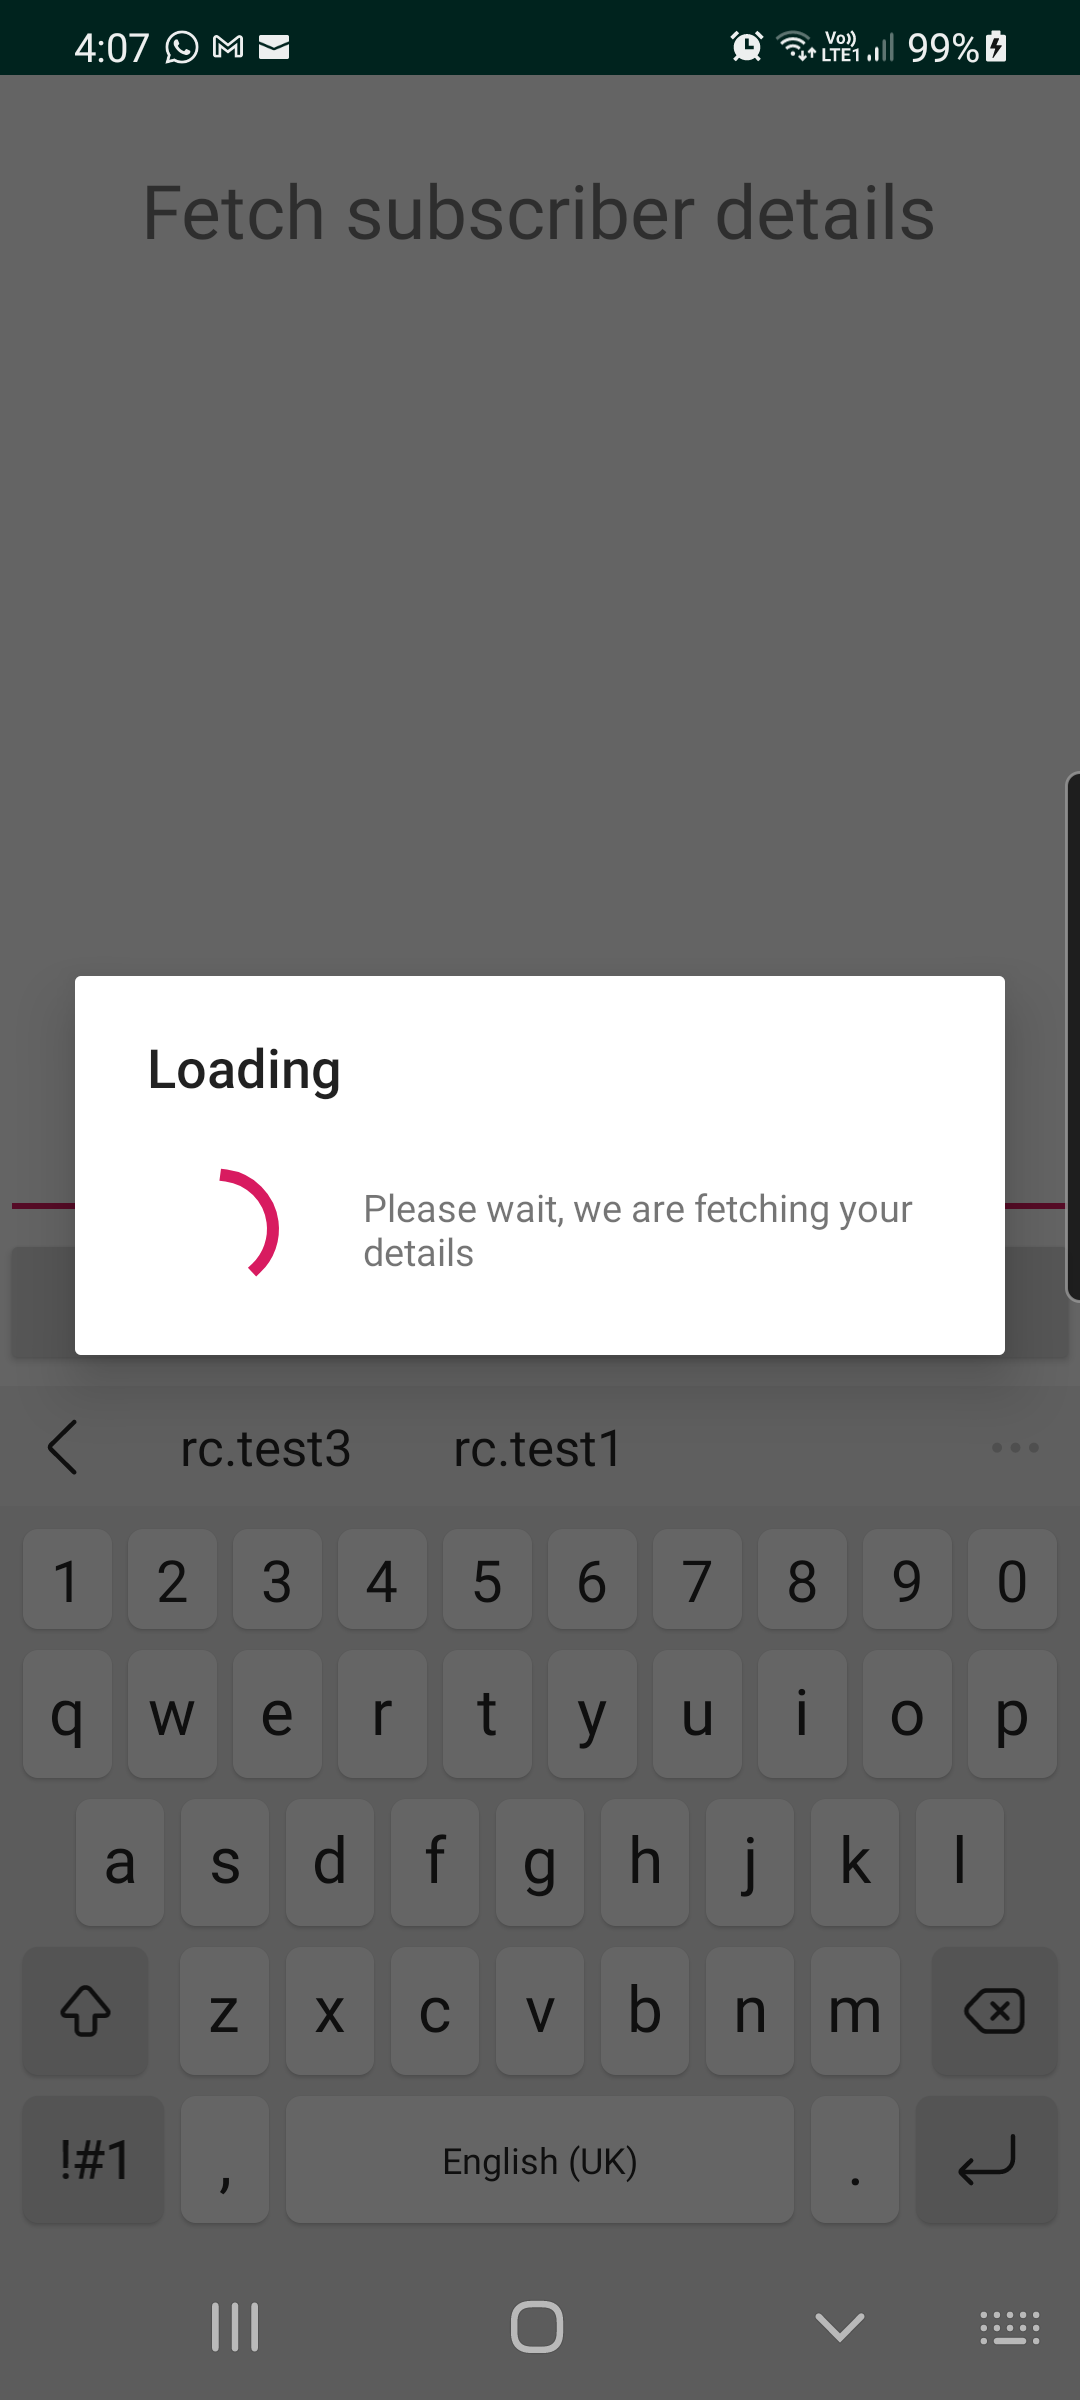 4:07 Vo)) LTE1 99%
Fetch subscriber details
Loading
Please wait, we are fetching your
details
rc.test3 rc.test1
1 2 3 4 5 6 7 8 9 0
q w e r t y u i o p
a s d f g h j k l
z x c v b n m
!#1 , English (UK) .